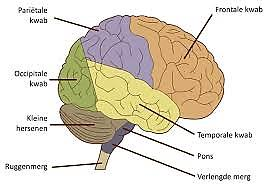 Pariëtale
kwab
Frontale kwab
Occipitale
kwab
Kleine
hersenen
Temporale kwab
Pons
Verlengde merg
Ruggenmerg